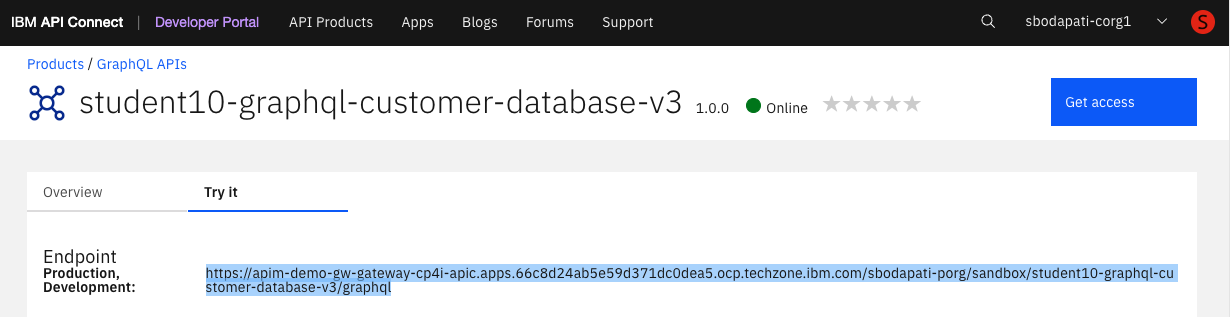 IBM API Connect | Developer Portal API Products Apps Blogs Forums Support sbodapati-corg1 S
Products / GraphQL APIs
student10-graphql-customer-database-v3 1.0.0 Online Get access
Overview Try it
Endpoint
Production, https://apim-demo-gw-gateway-cp4i-apic.apps.66c8d24ab5e59d371dc0dea5.ocp.techzone.ibm.com/sbodapati-porg/sandbox/student10-graphql-cu
Development: stomer-database-v3/graphql